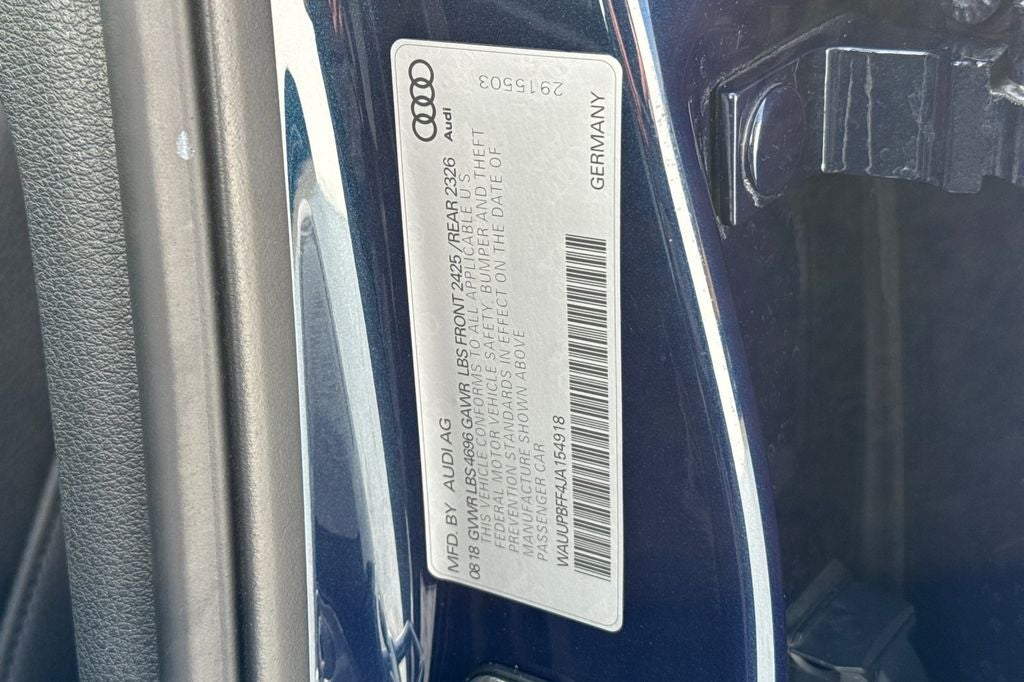 Audi
2915503
MFD. BY AUDI AG
08 18 GVWR LBS 4696 GAWR LBS FRONT 2425/REAR 2326
THIS VEHICLE CONFORMS TO ALL APPLICABLE U.S.
FEDERAL MOTOR VEHICLE SAFETY, BUMPER AND THEFT
PREVENTION STANDARDS IN EFFECT ON THE DATE OF
MANUFACTURE SHOWN ABOVE
PASSENGER CAR
WAUUPBFF4JA154918
GERMANY